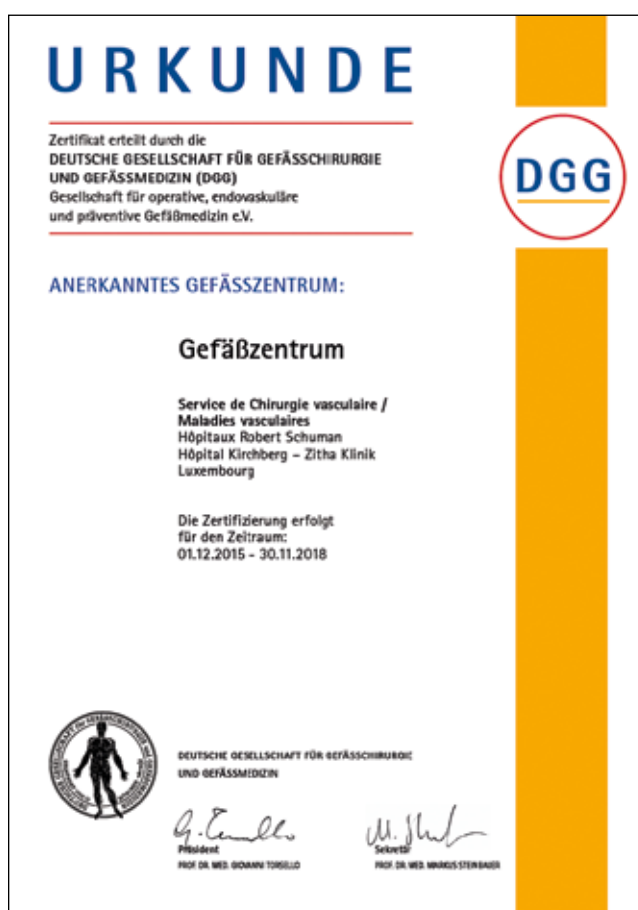 URKUNDE
Zertifikat erteilt durch die
DEUTSCHE GESELLSCHAFT FÜR GEFÄSSCHIRURGIE
UND GEFÄSSMEDIZIN (DGG)
Gesellschaft für operative, endovaskuläre
und präventive Gefäßmedizin e.V.
DGG
ANERKANNTES GEFÄSSZENTRUM:
Gefäßzentrum
Service de Chirurgie vasculaire /
Maladies vasculaires
Hôpitaux Robert Schuman
Hôpital Kirchberg – Zitha Klinik
Luxembourg
Die Zertifizierung erfolgt
für den Zeitraum:
01.12.2015 - 30.11.2018
DEUTSCHE GESELLSCHAFT FÜR GEFÄSSCHIRURGIE
UND GEFÄSSMEDIZIN
Präsident
PROF. DR. MED. GIOVANNI TORSELLO
Sekretär
PROF. DR. MED. MARKUS STEINBAUER